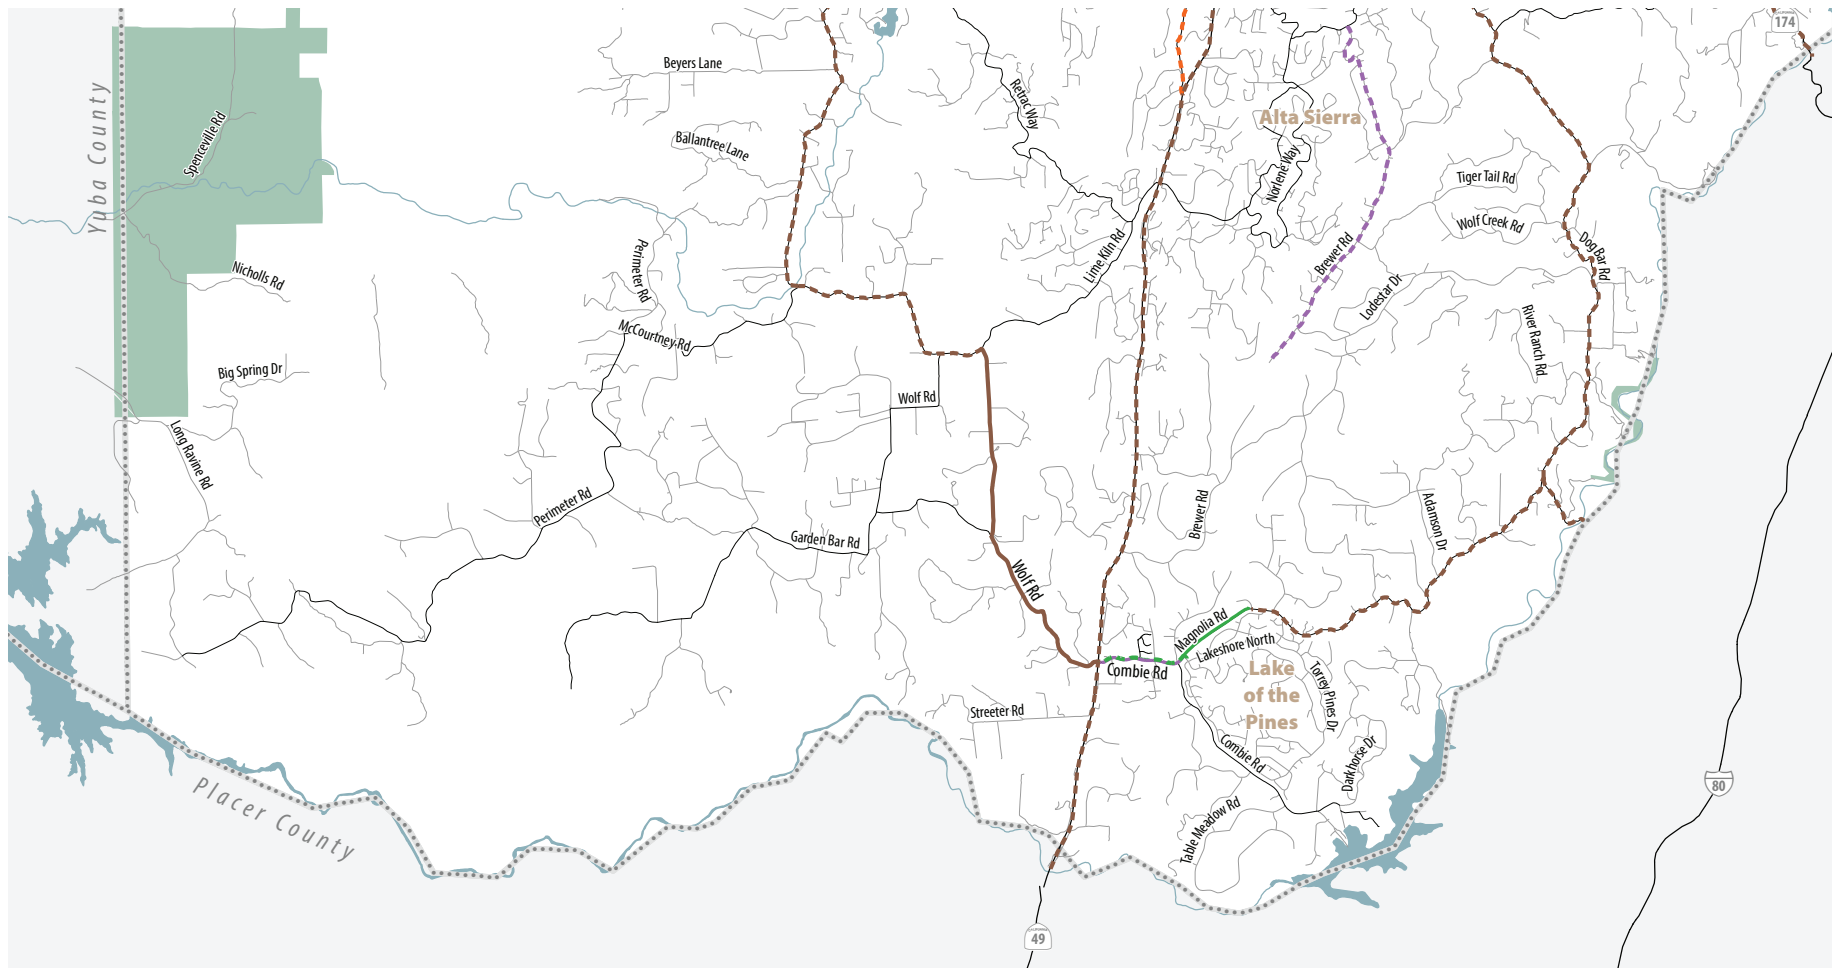 CALIFORNIA
174
Beyers Lane
Yuba County
Retrac Way
Alta Sierra
Spenceville Rd
Ballantree Lane
Norlene Way
Tiger Tail Rd
Wolf Creek Rd
Perimeter Rd
Lime Kiln Rd
Brewer Rd
Dog Bar Rd
Nicholls Rd
Lodestar Dr
McCourtney Rd
River Ranch Rd
Big Spring Dr
Wolf Rd
Long Ravine Rd
Perimeter Rd
Brewer Rd
Adamson Dr
Garden Bar Rd
Wolf Rd
Magnolia Rd
Lakeshore North
Combie Rd
Lake
of the
Pines
Torrey Pines Dr
Streeter Rd
Combie Rd
Darkhorse Dr
Placer County
Table Meadow Rd
80
CALIFORNIA
49